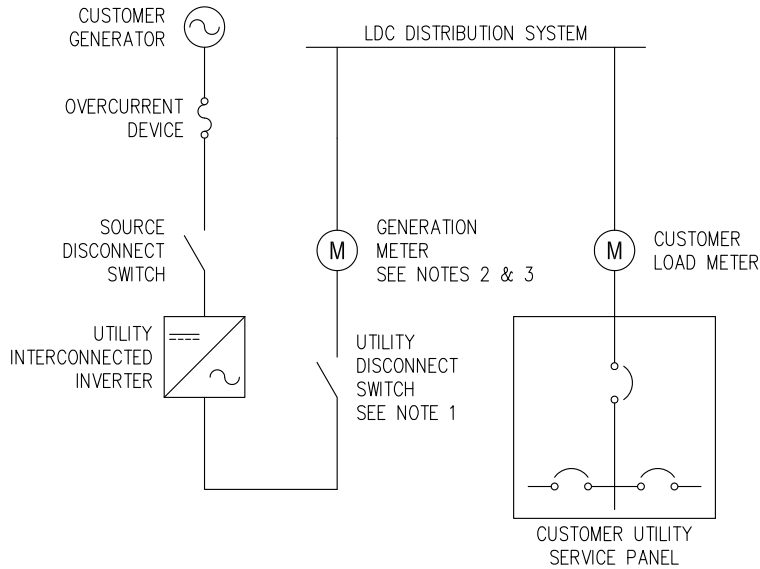 CUSTOMER
GENERATOR
LDC DISTRIBUTION SYSTEM
OVERCURRENT
DEVICE
SOURCE
DISCONNECT
SWITCH
M
GENERATION
METER
SEE NOTES 2 & 3
M
CUSTOMER
LOAD METER
UTILITY
INTERCONNECTED
INVERTER
UTILITY
DISCONNECT
SWITCH
SEE NOTE 1
CUSTOMER UTILITY
SERVICE PANEL